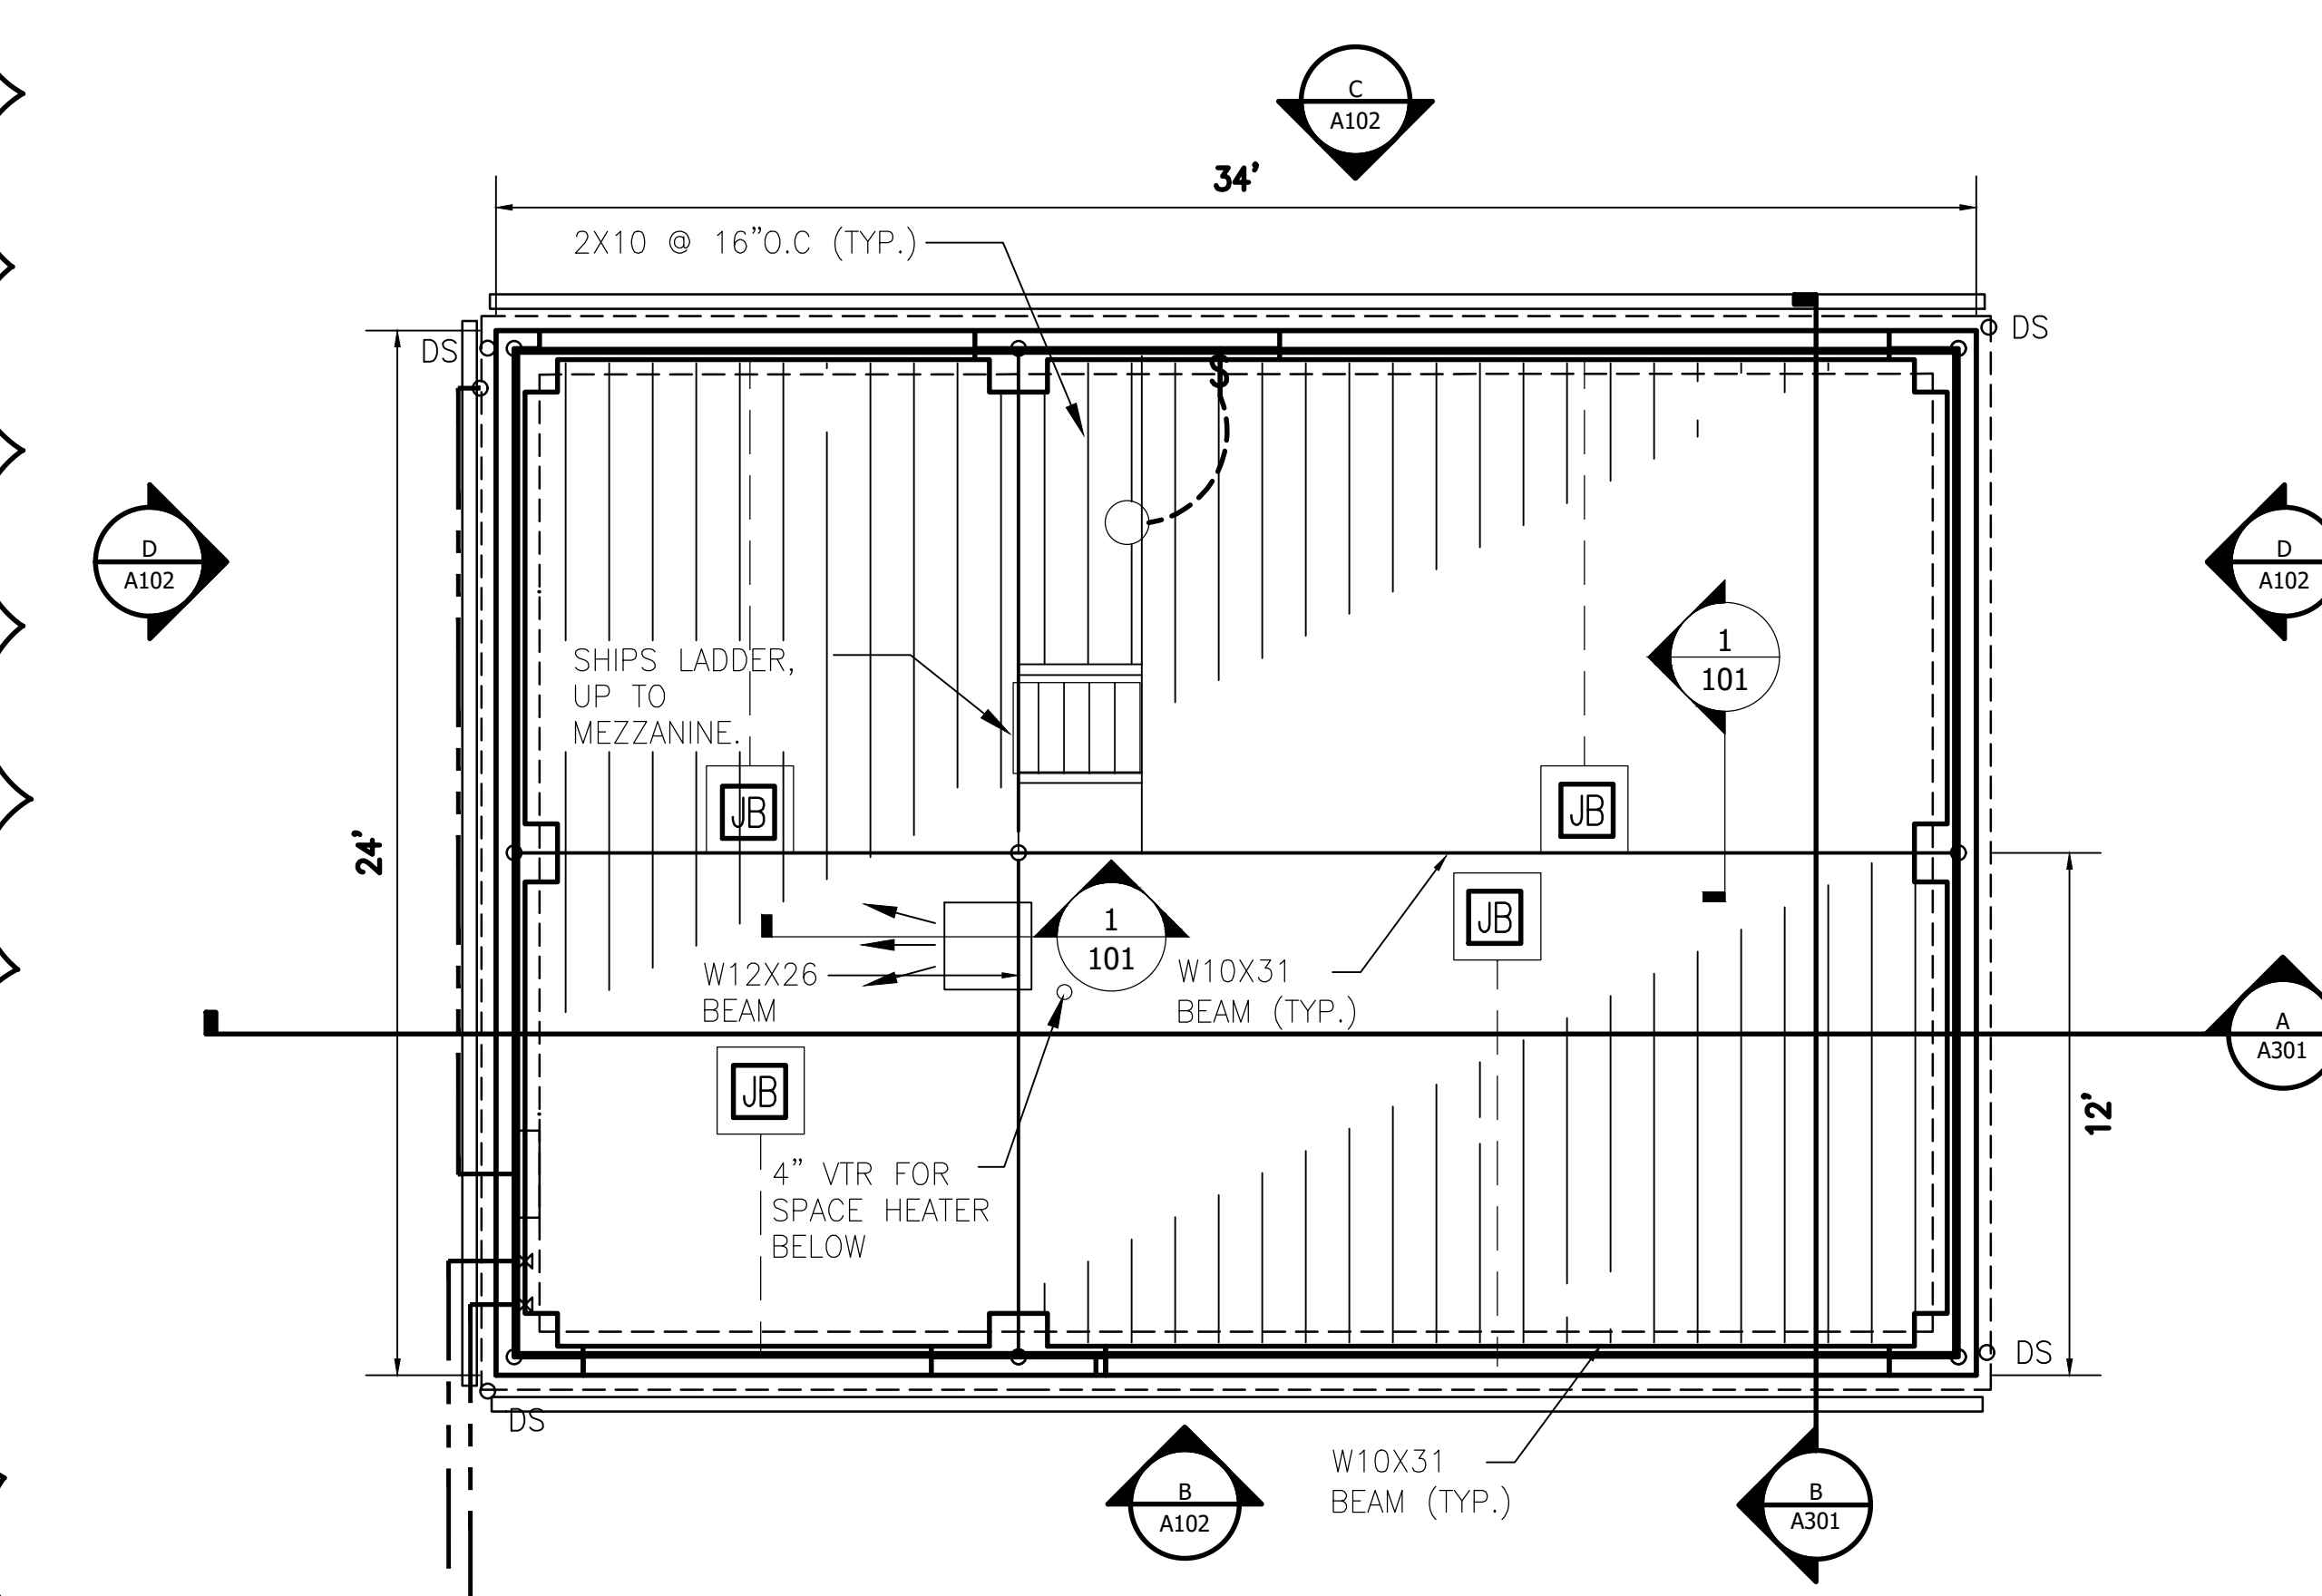 C
A102
34’
2X10 @ 16”O.C (TYP.)
DS
DS
S
D
A102
D
A102
1
101
SHIPS LADDER,
UP TO
MEZZANINE.
JB
JB
24’
JB
1
101
W12X26
BEAM
W10X31
BEAM (TYP.)
A
A301
JB
12’
4” VTR FOR
SPACE HEATER
BELOW
DS
DS
W10X31
BEAM (TYP.)
B
A102
B
A301